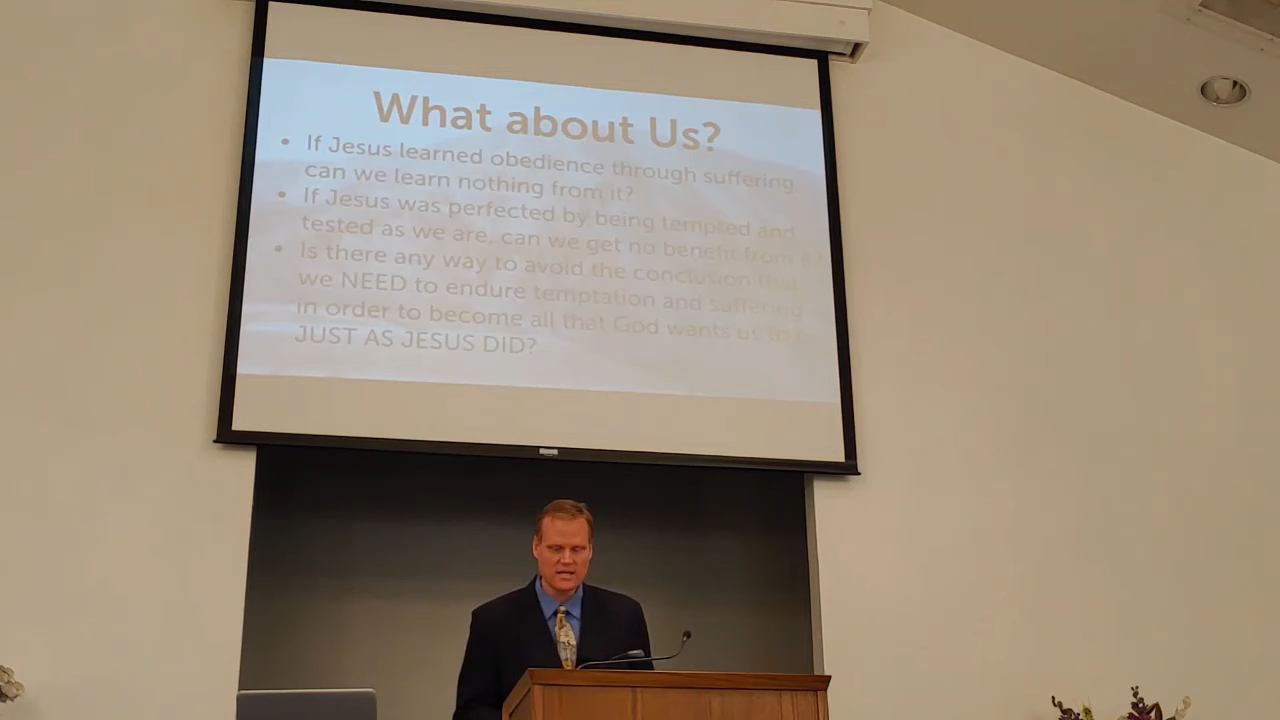 What about Us?
• If Jesus learned obedience through suffering,
can we learn nothing from it?
• If Jesus was perfected by being tempted and
tested as we are, can we get no benefit from it?
• Is there any way to avoid the conclusion that
we NEED to endure temptation and suffering
in order to become all that God wants us to
JUST AS JESUS DID?